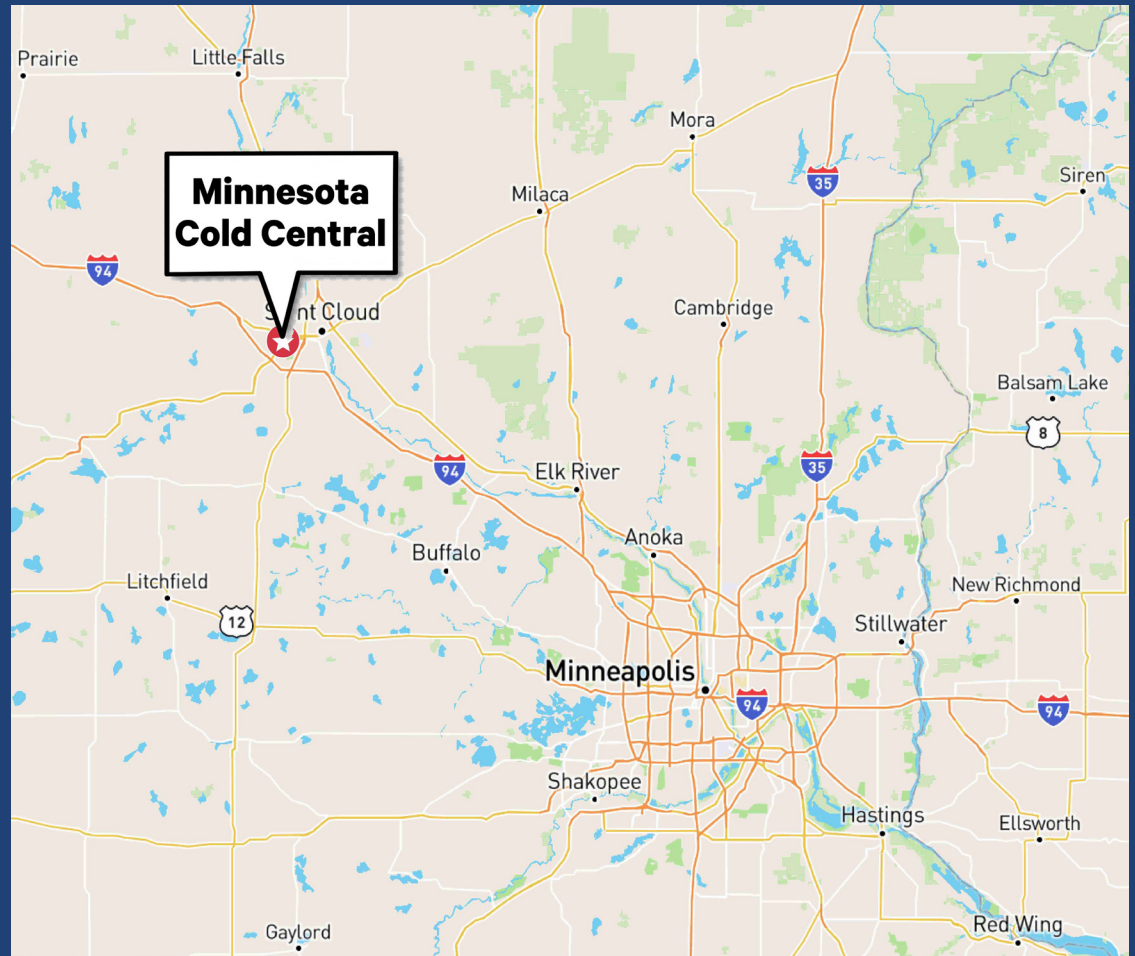 Prairie
Little Falls
Mora
Minnesota
Cold Central
Milaca
35
Siren
94
Cambridge
nt Cloud
Balsam Lake
8
94
Elk River
35
Anoka
Buffalo
Litchfield
New Richmond
12
Stillwater
Minneapolis
94
94
Shakopee
Hastings
Ellsworth
Gaylord
Red Wing